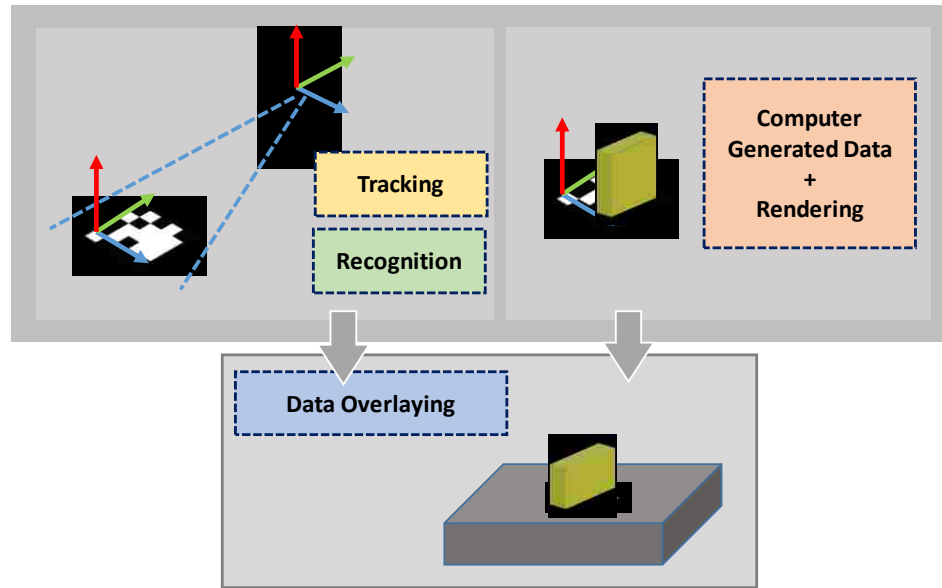 Tracking
Recognition
Computer
Generated Data
+
Rendering
Data Overlaying